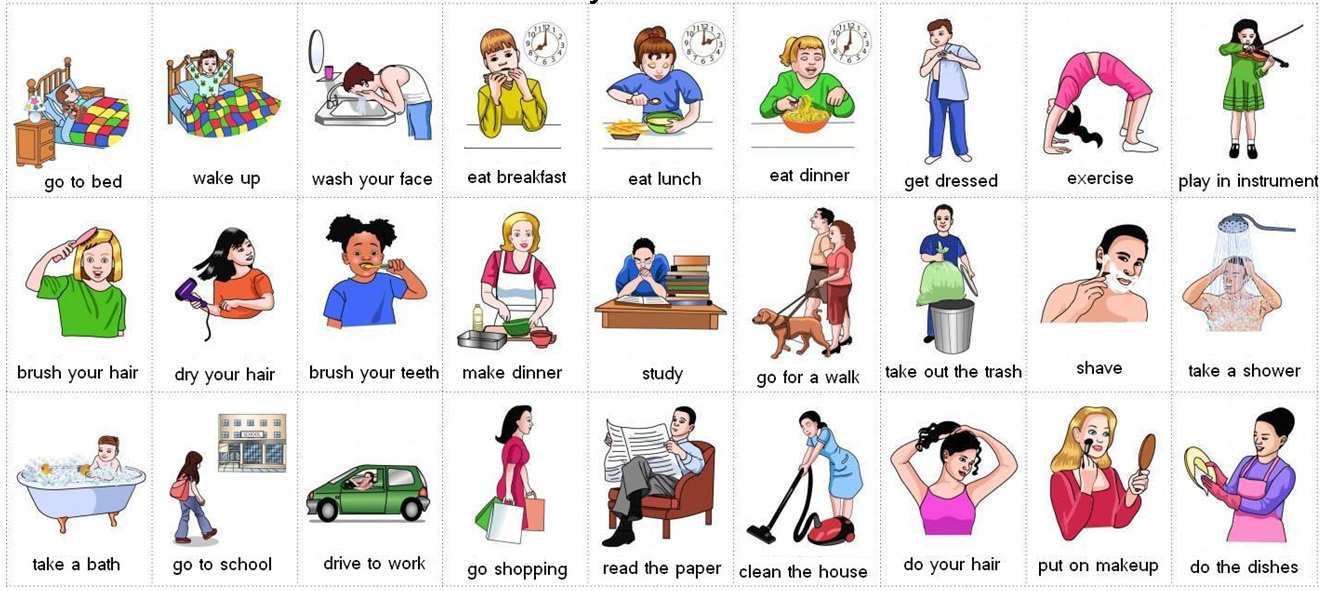 go to bed
wake up
wash your face
eat breakfast
eat lunch
eat dinner
get dressed
exercise
play in instrument
brush your hair
dry your hair
brush your teeth
make dinner
study
go for a walk
take out the trash
shave
take a shower
take a bath
SCHOOL
go to school
drive to work
go shopping
read the paper
clean the house
do your hair
put on makeup
do the dishes